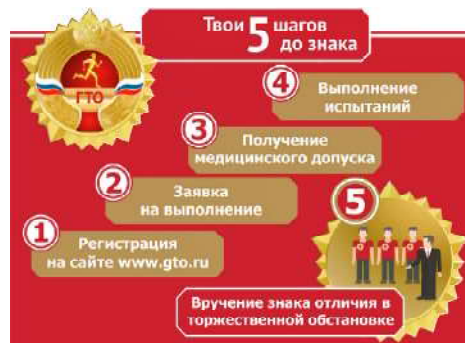 Твои 5 шагов
до знака
ГТО
1 Регистрация
на сайте www.gto.ru
2 Заявка
на выполнение
3 Получение
медицинского допуска
4 Выполнение
испытаний
5
Вручение знака отличия в
торжественной обстановке